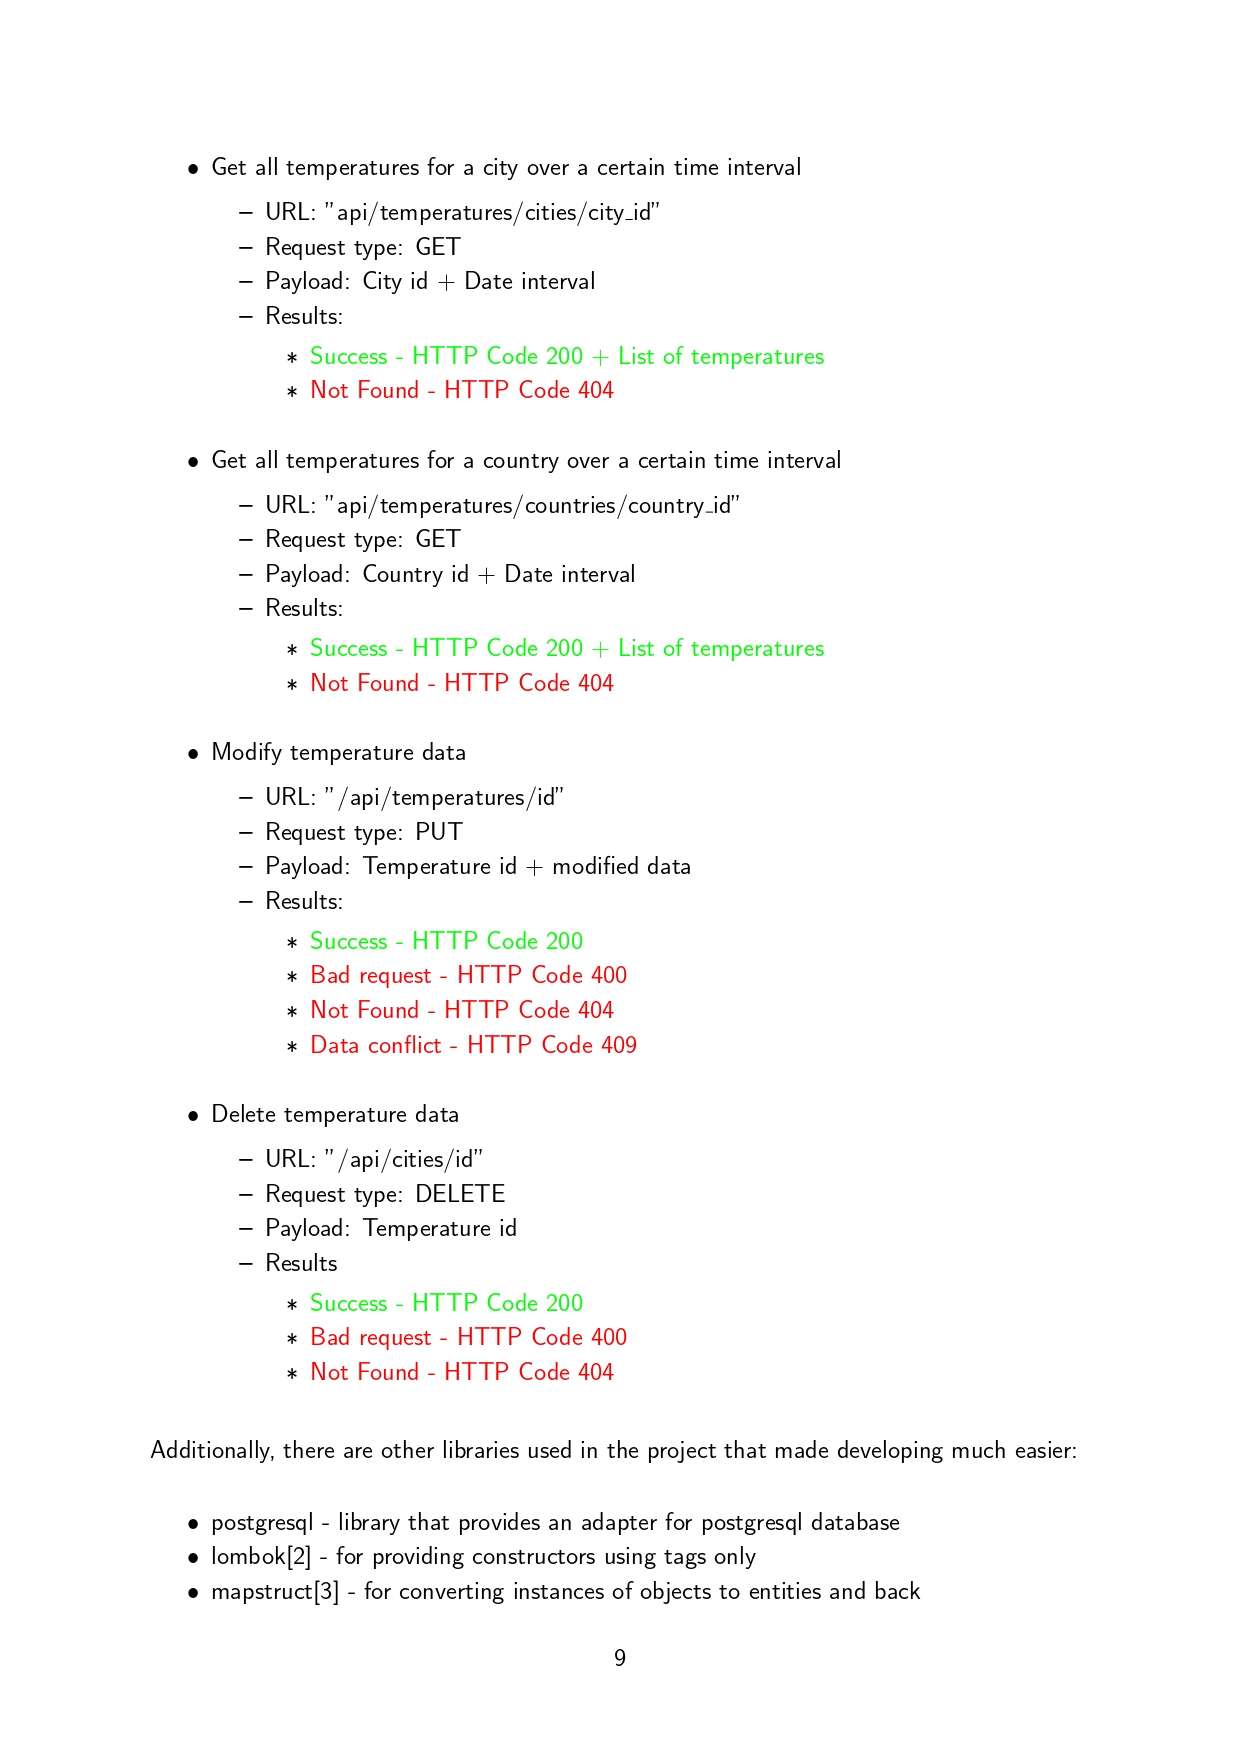 • Get all temperatures for a city over a certain time interval
– URL: ”api/temperatures/cities/city_id”
– Request type: GET
– Payload: City id + Date interval
– Results:
∗ Success - HTTP Code 200 + List of temperatures
∗ Not Found - HTTP Code 404
• Get all temperatures for a country over a certain time interval
– URL: ”api/temperatures/countries/country_id”
– Request type: GET
– Payload: Country id + Date interval
– Results:
∗ Success - HTTP Code 200 + List of temperatures
∗ Not Found - HTTP Code 404
• Modify temperature data
– URL: ”/api/temperatures/id”
– Request type: PUT
– Payload: Temperature id + modified data
– Results:
∗ Success - HTTP Code 200
∗ Bad request - HTTP Code 400
∗ Not Found - HTTP Code 404
∗ Data conflict - HTTP Code 409
• Delete temperature data
– URL: ”/api/cities/id”
– Request type: DELETE
– Payload: Temperature id
– Results
∗ Success - HTTP Code 200
∗ Bad request - HTTP Code 400
∗ Not Found - HTTP Code 404
Additionally, there are other libraries used in the project that made developing much easier:
• postgresql - library that provides an adapter for postgresql database
• lombok[2] - for providing constructors using tags only
• mapstruct[3] - for converting instances of objects to entities and back
9